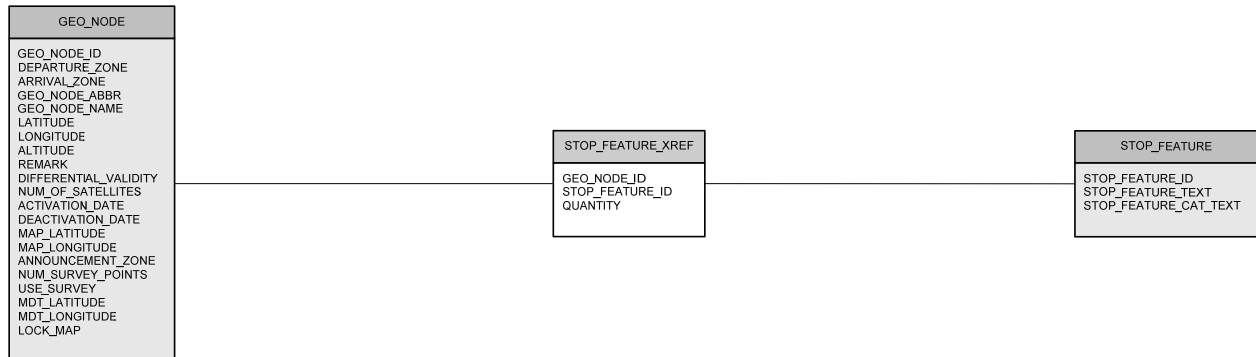 GEO_NODE
GEO_NODE_ID
DEPARTURE_ZONE
ARRIVAL_ZONE
GEO_NODE_ABBR
GEO_NODE_NAME
LATITUDE
LONGITUDE
ALTITUDE
REMARK
DIFFERENTIAL_VALIDITY
NUM_OF_SATELLITES
ACTIVATION_DATE
DEACTIVATION_DATE
MAP_LATITUDE
MAP_LONGITUDE
ANNOUNCEMENT_ZONE
NUM_SURVEY_POINTS
USE_SURVEY
MDT_LATITUDE
MDT_LONGITUDE
LOCK_MAP
STOP_FEATURE_XREF
GEO_NODE_ID
STOP_FEATURE_ID
QUANTITY
STOP_FEATURE
STOP_FEATURE_ID
STOP_FEATURE_TEXT
STOP_FEATURE_CAT_TEXT